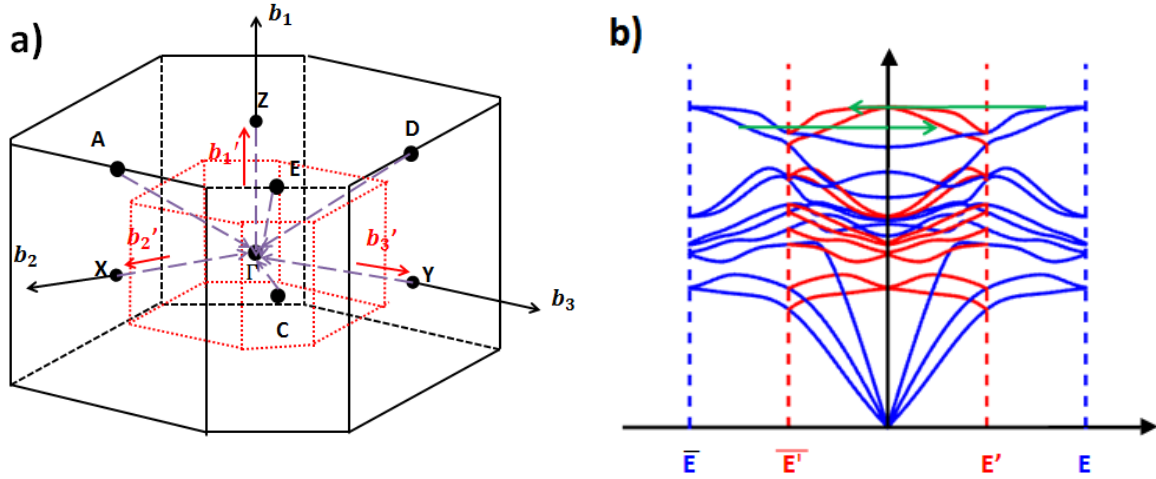 a)
b₁
Z
A
D
b₁'
E
b₂'
b₃'
b₂
X
Γ
Y
C
b₃
b)
E̅
E̅'̅
E’
E